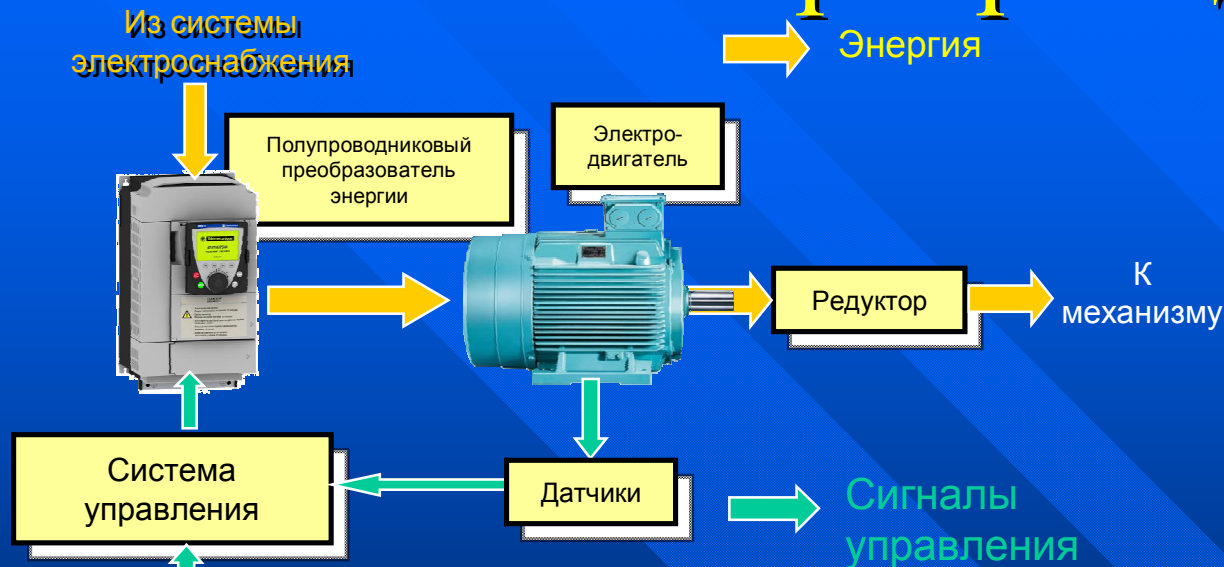 Из системы
электроснабжения
Энергия
Полупроводниковый
преобразователь
энергии
Электро-
двигатель
Редуктор
К
механизму
Система
управления
Датчики
Сигналы
управления